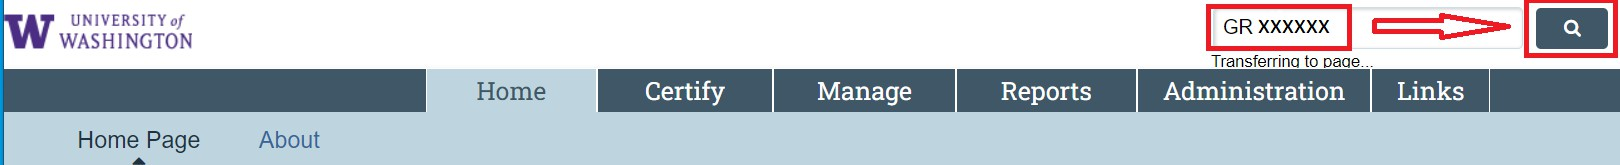 W UNIVERSITY of
WASHINGTON
GR XXXXXX
Transferring to page...
Home Certify Manage Reports Administration Links
Home Page About